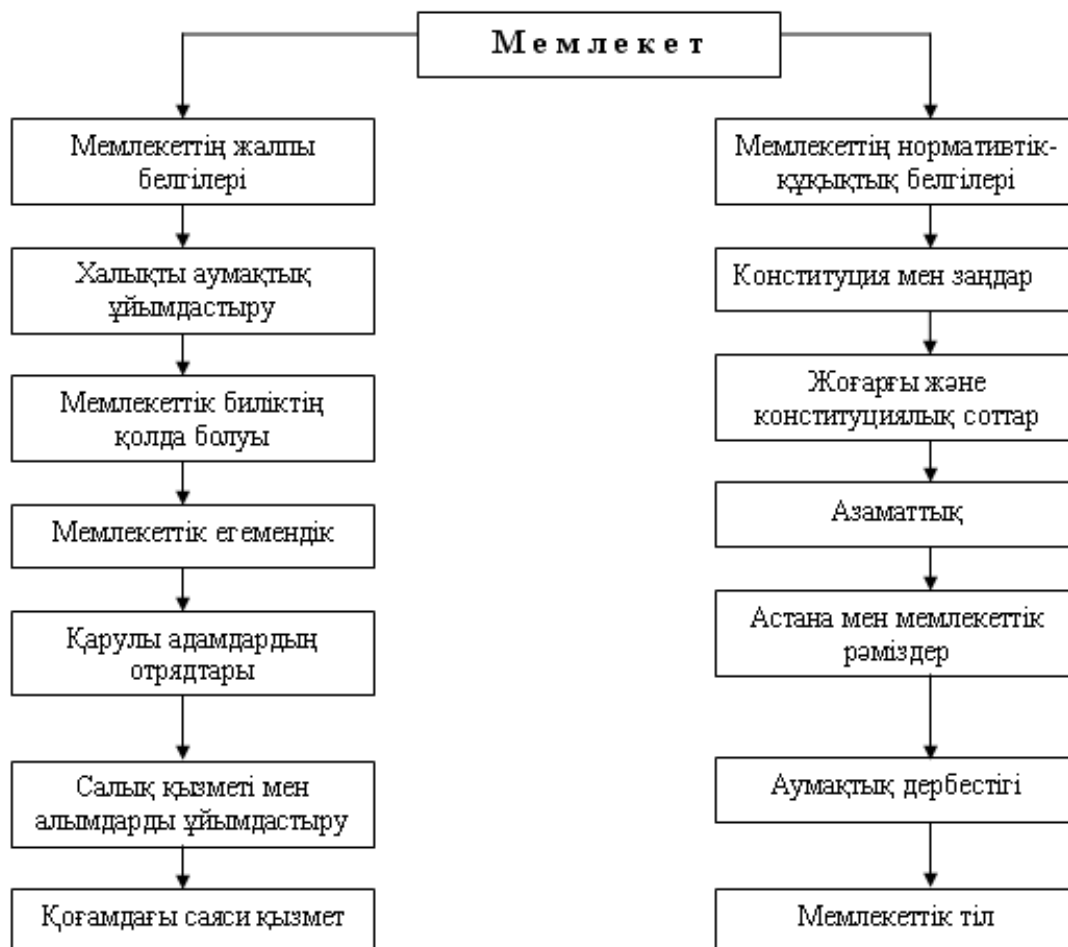 Мемлекет
Мемлекеттің жалпы
белгілері
Халықты аумақтық
ұйымдастыру
Мемлекеттік биліктің
қолда болуы
Мемлекеттік егемендік
Қарулы адамдардың
отрядтары
Салық қызметі мен
алымдарды ұйымдастыру
Қоғамдағы саяси қызмет
Мемлекеттің нормативтік-
құқықтық белгілері
Конституция мен заңдар
Жоғарғы және
конституциялық соттар
Азаматтық
Астана мен мемлекеттік
рәміздер
Аумақтық дербестігі
Мемлекеттік тіл